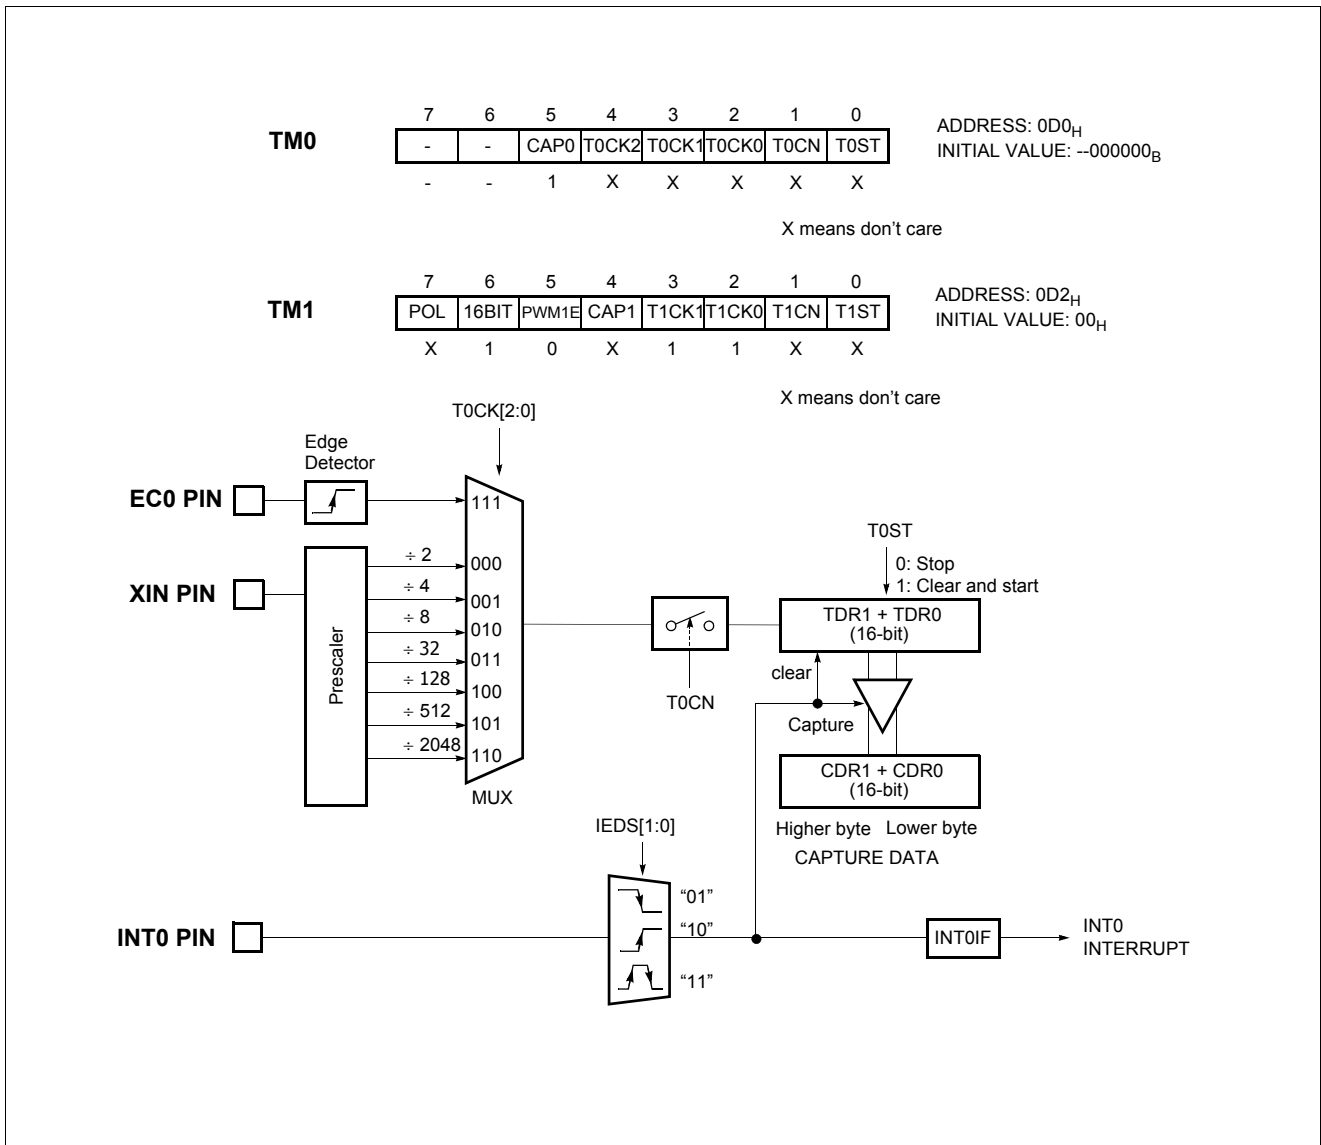 7 6 5 4 3 2 1 0
TM0
- - CAP0 T0CK2 T0CK1 T0CK0 T0CN T0ST
ADDRESS: 0D0H
INITIAL VALUE: --000000B
- - 1 X X X X X
X means don't care
7 6 5 4 3 2 1 0
TM1
POL 16BIT PWM1E CAP1 T1CK1 T1CK0 T1CN T1ST
ADDRESS: 0D2H
INITIAL VALUE: 00H
X 1 0 X 1 1 X X
X means don't care
T0CK[2:0]
Edge
Detector
EC0 PIN
111
T0ST
0: Stop
1: Clear and start
XIN PIN
Prescaler
÷ 2
000
÷ 4
001
÷ 8
010
÷ 32
011
÷ 128
100
÷ 512
101
÷ 2048
110
MUX
T0CN
TDR1 + TDR0
(16-bit)
clear
Capture
CDR1 + CDR0
(16-bit)
Higher byte Lower byte
CAPTURE DATA
IEDS[1:0]
INT0 PIN
“01”
“10”
“11”
INT0IF
INT0
INTERRUPT